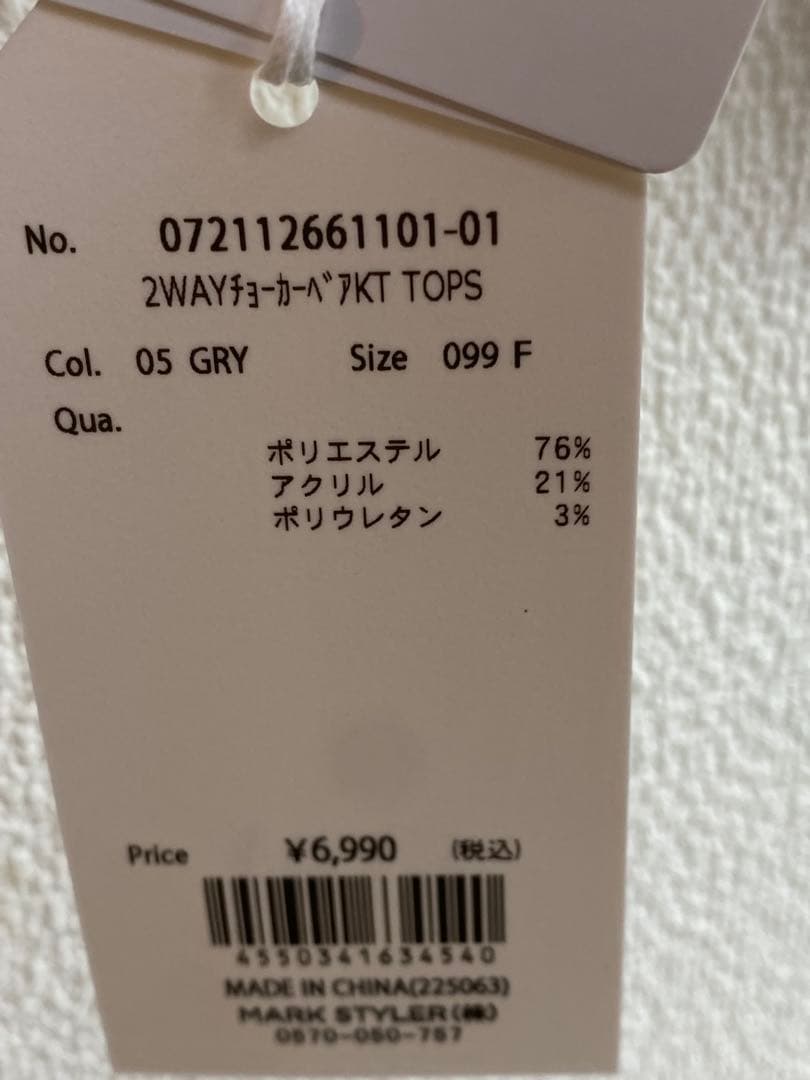 No. 072112661101-01
2WAYﾁｮｰｶｰﾍﾞｱKT TOPS
Col. 05 GRY Size 099 F
Qua.
ポリエステル 76%
アクリル 21%
ポリウレタン 3%
Price ¥6,990 (税込)
4550341634540
MADE IN CHINA(225063)
MARK STYLER(株)
0570-050-757